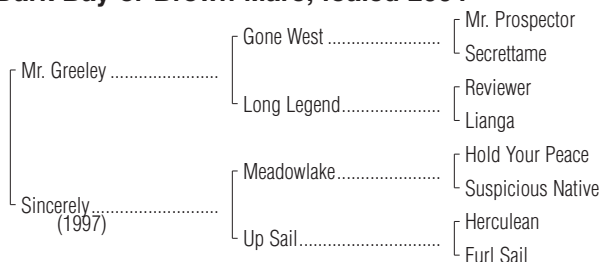 Dark Bay or Brown Mare; foaled 2004
Mr. Prospector
Gone West ........................
Secrettame
Mr. Greeley ......................
Reviewer
Long Legend.....................
Lianga
Hold Your Peace
Meadowlake......................
Suspicious Native
Sincerely..........................
(1997)
Herculean
Up Sail..............................
Furl Sail